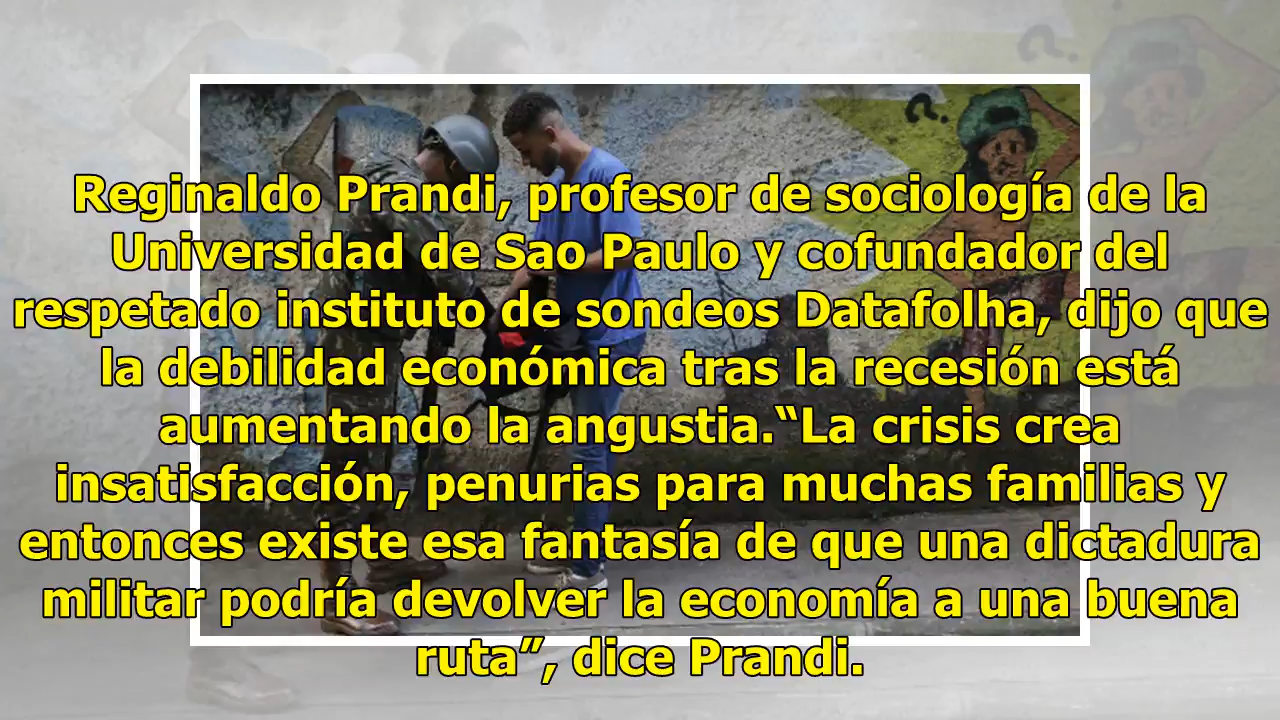 Reginaldo Prandi, profesor de sociología de la
Universidad de Sao Paulo y cofundador del
respetado instituto de sondeos Datafolha, dijo que
la debilidad económica tras la recesión está
aumentando la angustia.“La crisis crea
insatisfacción, penurias para muchas familias y
entonces existe esa fantasía de que una dictadura
militar podría devolver la economía a una buena
ruta”, dice Prandi.